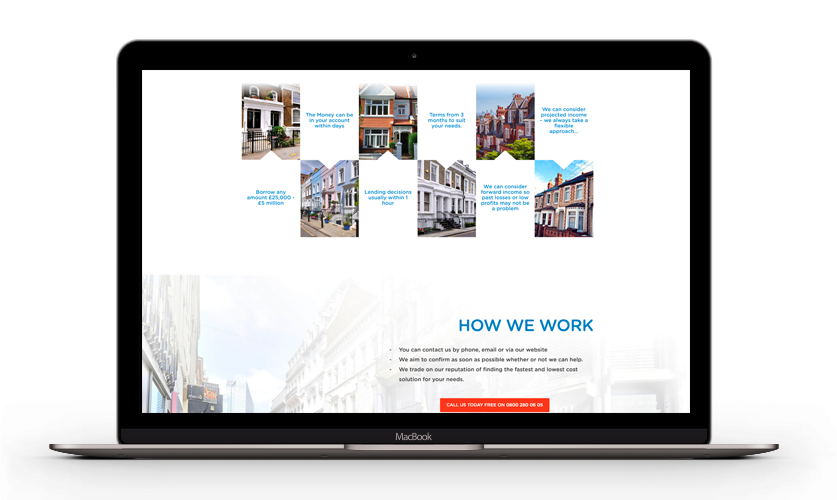 The Money can be
in your account
within days
Terms from 3
months to suit
your needs.
We can consider
projected income
– we always take a
flexible
approach...
Borrow any
amount £25,000 -
£5 million
Lending decisions
usually within 1
hour
We can consider
forward income so
past losses or low
profits may not be
a problem
HOW WE WORK
- You can contact us by phone, email or via our website
- We aim to confirm as soon as possible whether or not we can help.
- We trade on our reputation of finding the fastest and lowest cost
solution for your needs.
CALL US TODAY FREE ON 0800 280 06 05
MacBook